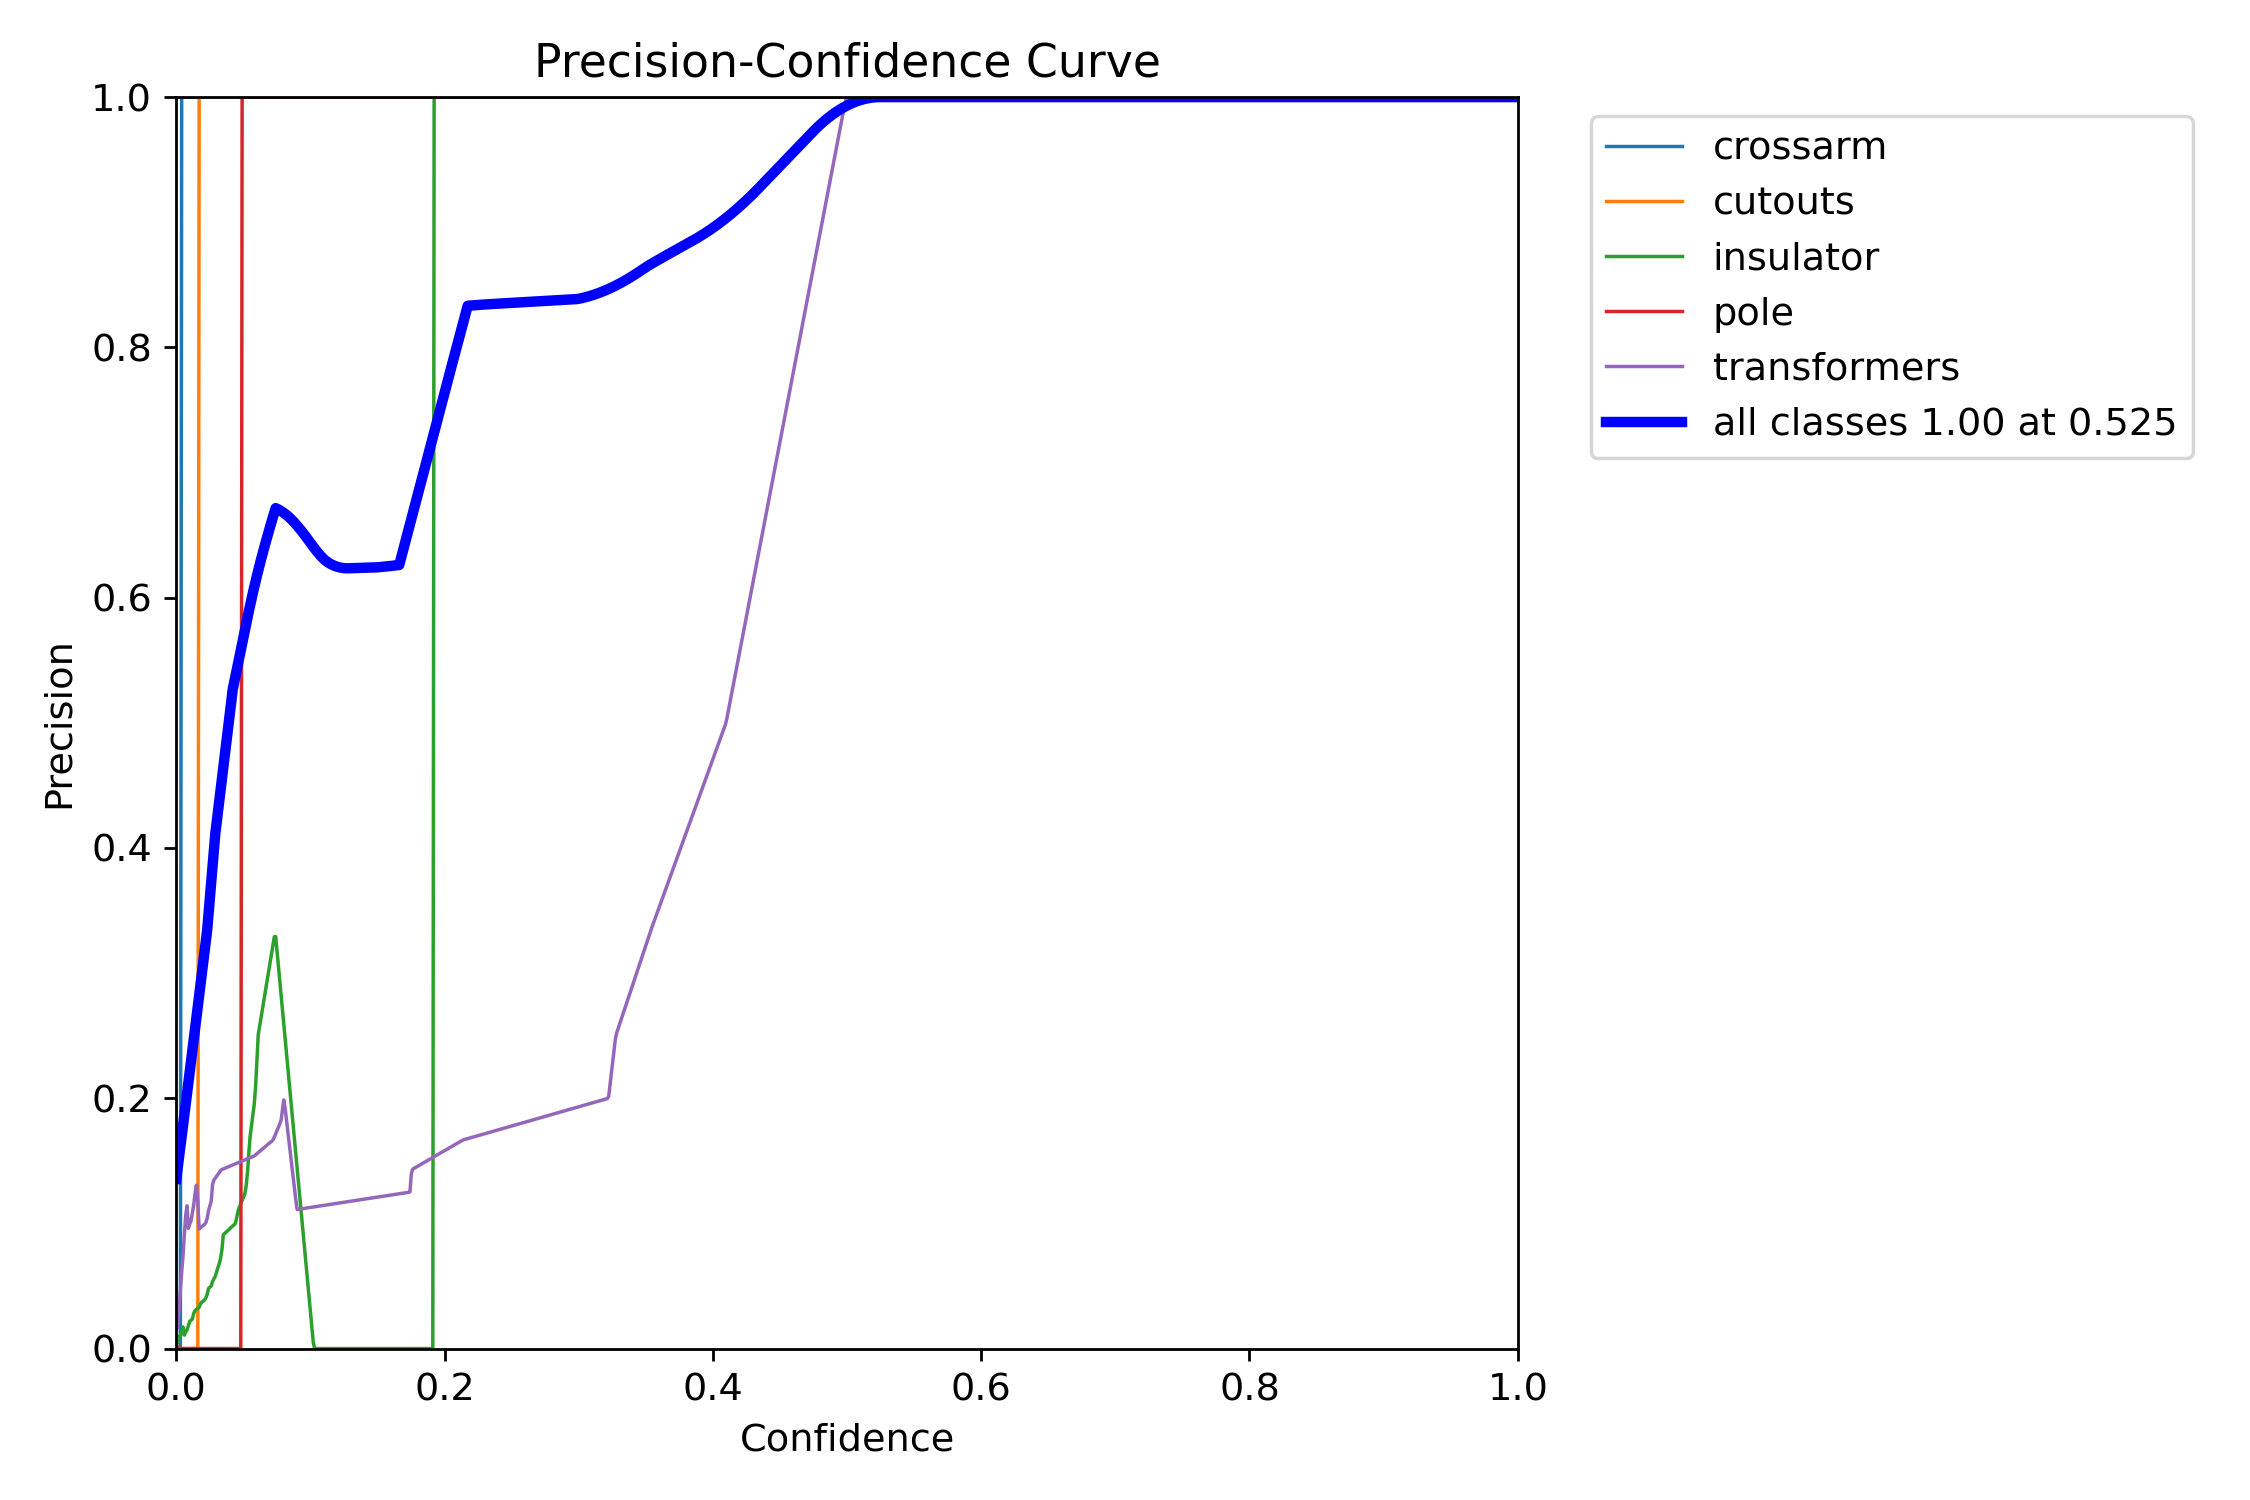 Precision-Confidence Curve
1.0
0.8
0.6
0.4
0.2
0.0
Precision
0.0 0.2 0.4 0.6 0.8 1.0
Confidence
crossarm
cutouts
insulator
pole
transformers
all classes 1.00 at 0.525